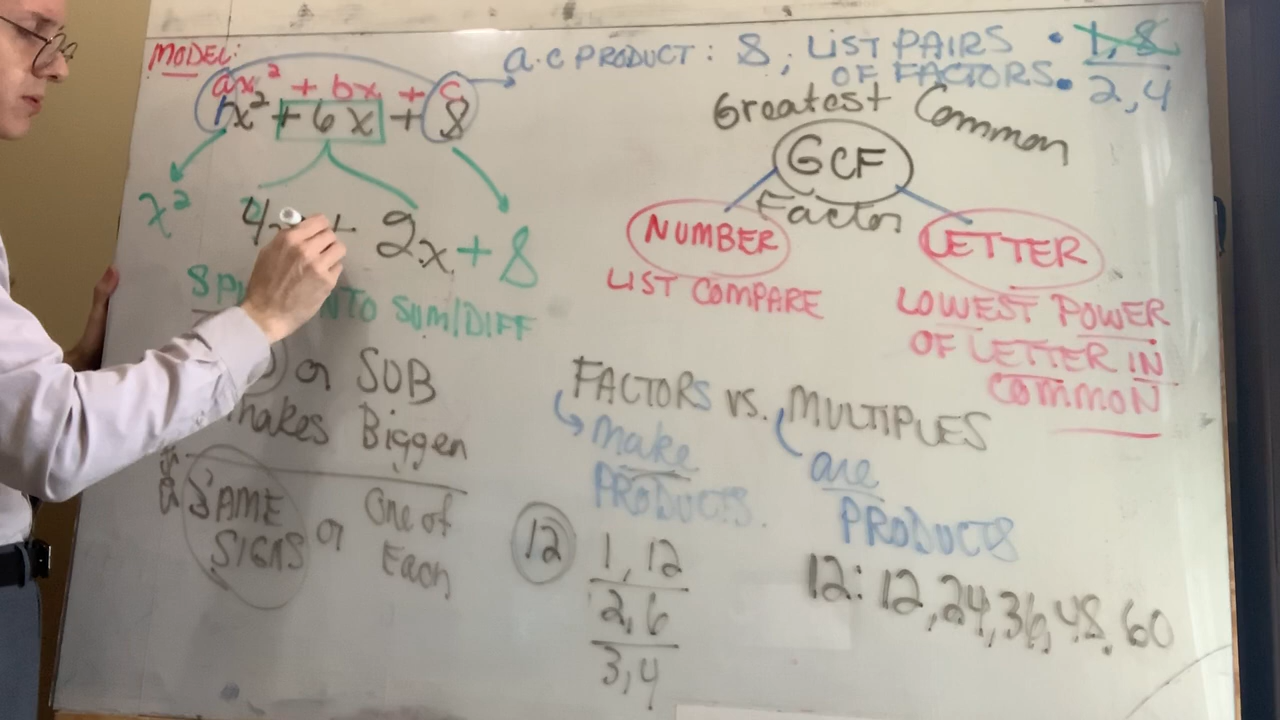 MODEL:
ax² + bx + c
x² + 6x + 8
a.c PRODUCT: 8; LIST PAIRS OF FACTORS
• 1, 8
• 2, 4
x²
4x + 2x + 8
INTO SUM/DIFF
or SUB
makes Bigger
SAME SIGNS or One of Each
Greatest Common
GCF
Factor
NUMBER
LIST COMPARE
LETTER
LOWEST POWER
OF LETTER IN
COMMON
FACTORS VS. MULTIPLES
make
PRODUCTS.
are
PRODUCTS
12
1, 12
2, 6
3, 4
12: 12, 24, 36, 48, 60